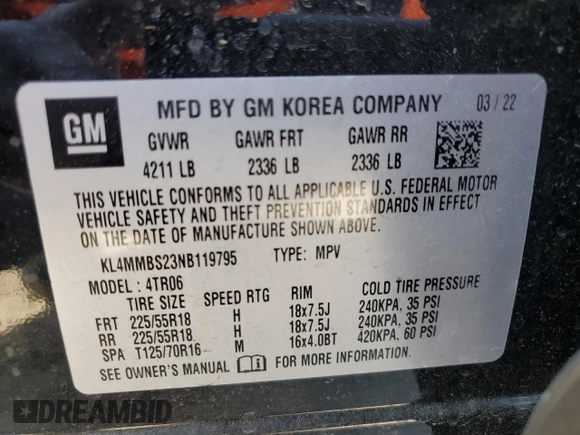 GM
MFD BY GM KOREA COMPANY 03/22
GVWR GAWR FRT GAWR RR
4211 LB 2336 LB 2336 LB
THIS VEHICLE CONFORMS TO ALL APPLICABLE U.S. FEDERAL MOTOR
VEHICLE SAFETY AND THEFT PREVENTION STANDARDS IN EFFECT
ON THE DATE OF MANUFACTURE SHOWN ABOVE.
KL4MMBS23NB119795 TYPE: MPV
MODEL: 4TR06
TIRE SIZE SPEED RTG RIM COLD TIRE PRESSURE
FRT 225/55R18 H 18x7.5J 240KPA, 35 PSI
RR 225/55R18 H 18x7.5J 240KPA, 35 PSI
SPA T125/70R16 M 16x4.0BT 420KPA, 60 PSI
SEE OWNER'S MANUAL FOR MORE INFORMATION.
DREAMBID